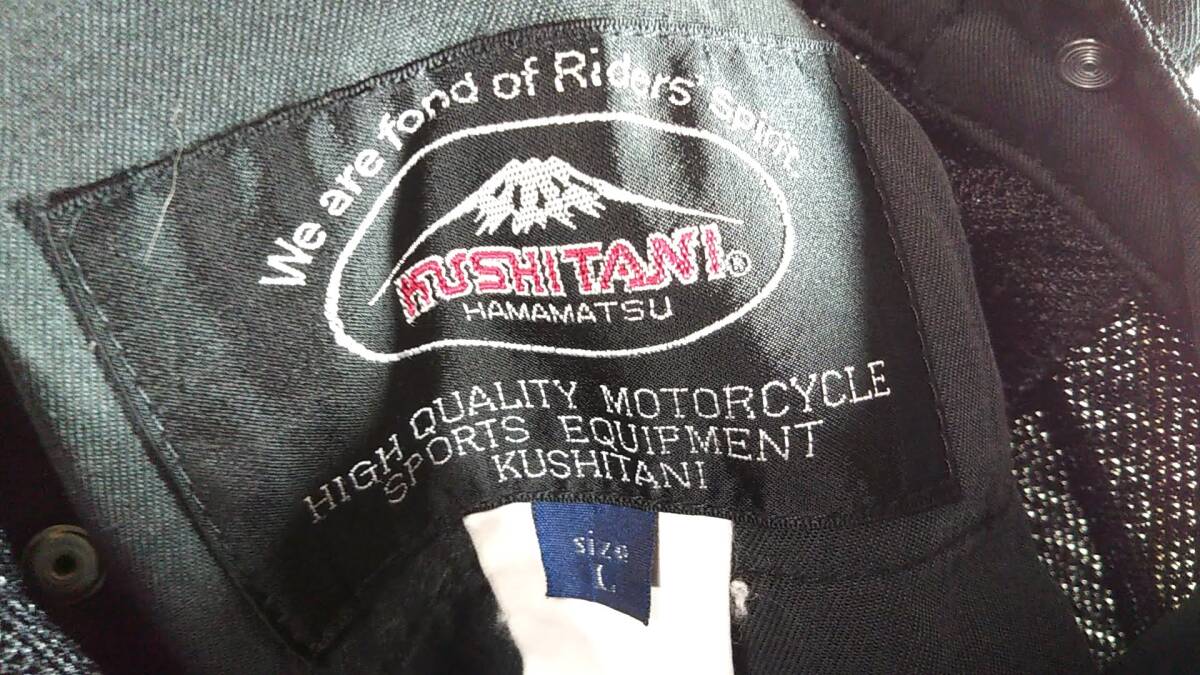 We are fond of Riders' Spirit.
KUSHITANI®
HAMAMATSU
HIGH QUALITY MOTORCYCLE
SPORTS EQUIPMENT
KUSHITANI
size
L